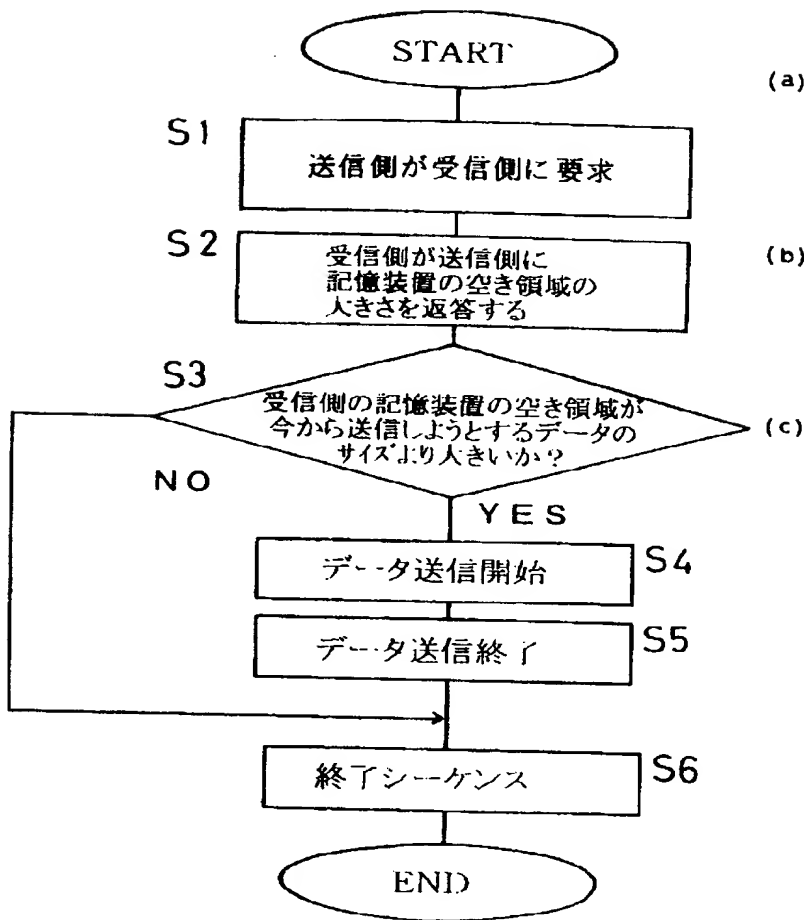 START
(a)
S1
送信側が受信側に要求
S2
受信側が送信側に
記憶装置の空き領域の
大きさを返答する
(b)
S3
受信側の記憶装置の空き領域が
今から送信しようとするデータの
サイズより大きいか?
(c)
NO
YES
データ送信開始
S4
データ送信終了
S5
終了シーケンス
S6
END